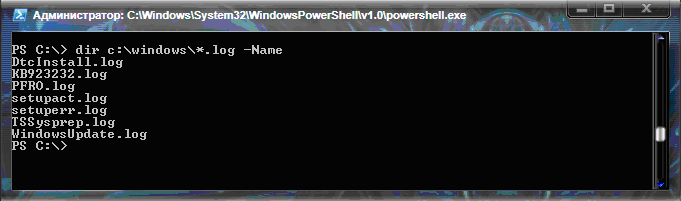 Администратор: C:\Windows\System32\WindowsPowerShell\v1.0\powershell.exe
PS C:\> dir c:\windows\*.log -Name
DtcInstall.log
KB923232.log
PFRO.log
setupact.log
setuperr.log
TSSysprep.log
WindowsUpdate.log
PS C:\>